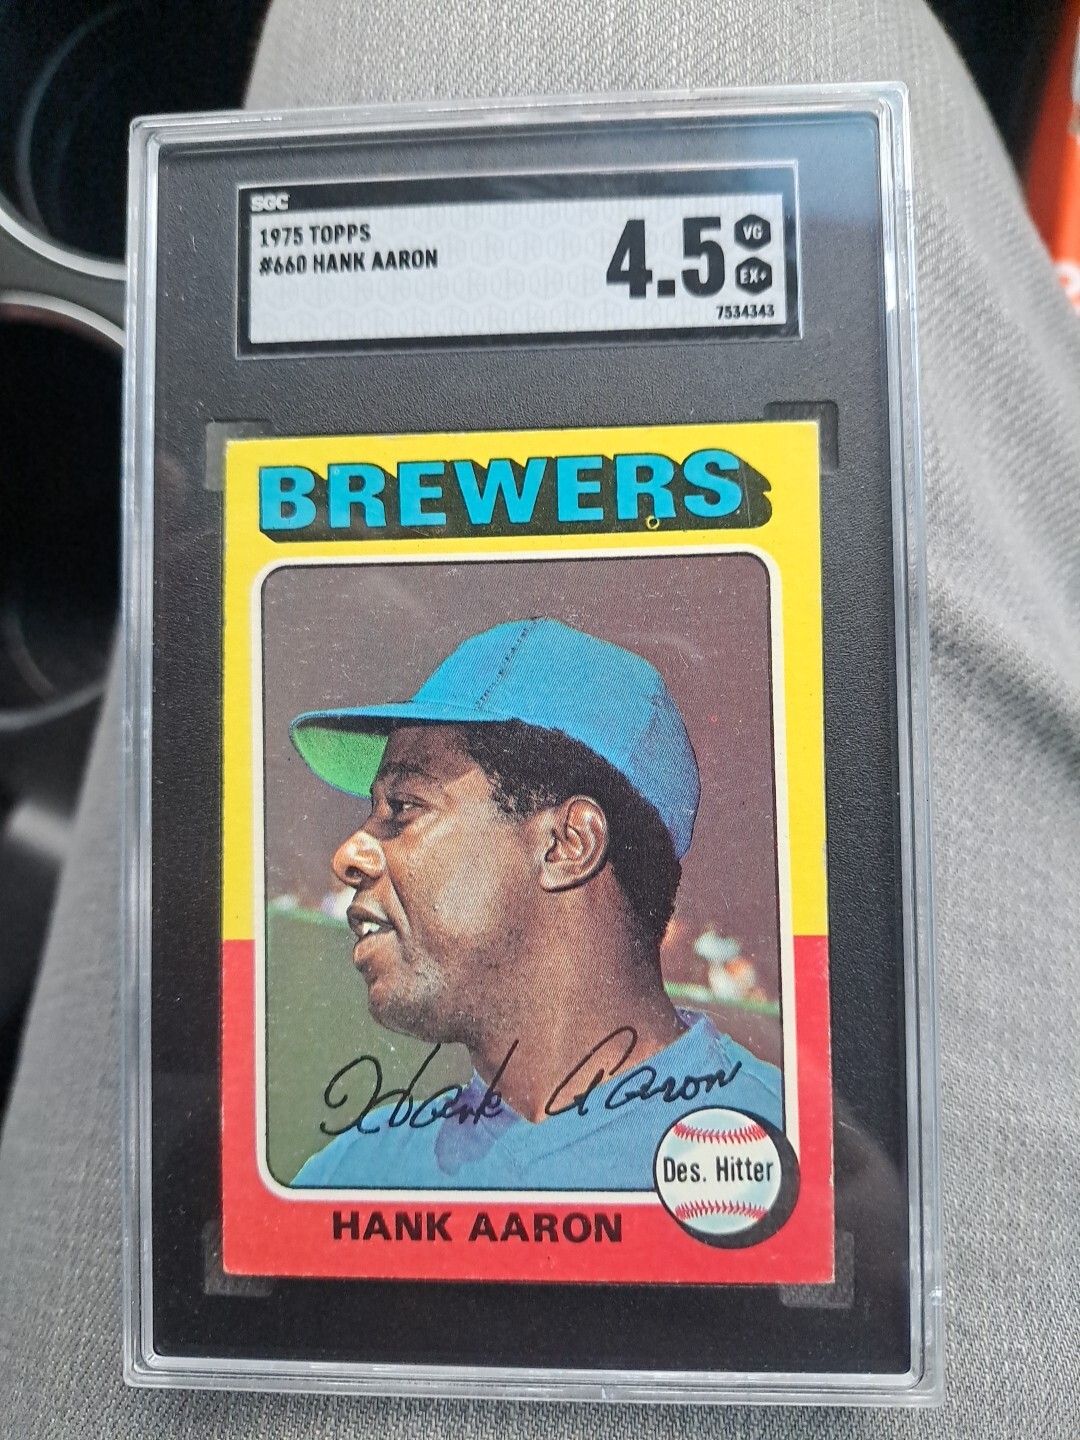 SGC
1975 TOPPS
#660 HANK AARON
4.5
VG
EX+
7534343
BREWERS
Hank Aaron
Des. Hitter
HANK AARON